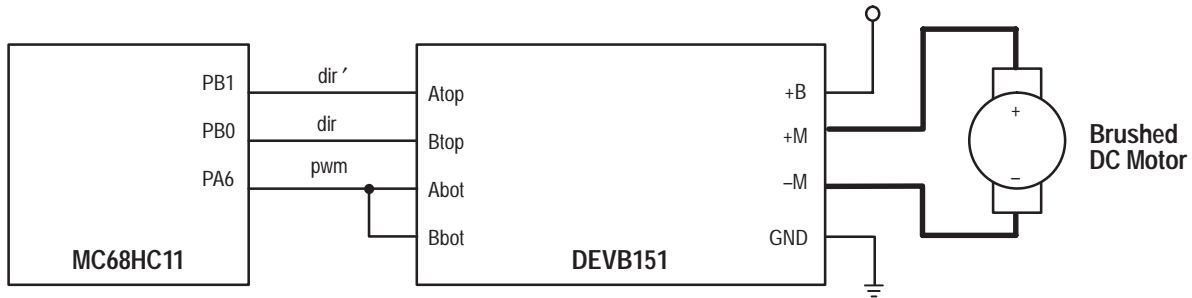 PB1
dir ′
Atop
+B
PB0
dir
Btop
+M
+
Brushed
DC Motor
PA6
pwm
Abot
–M
–
Bbot
GND
MC68HC11
DEVB151